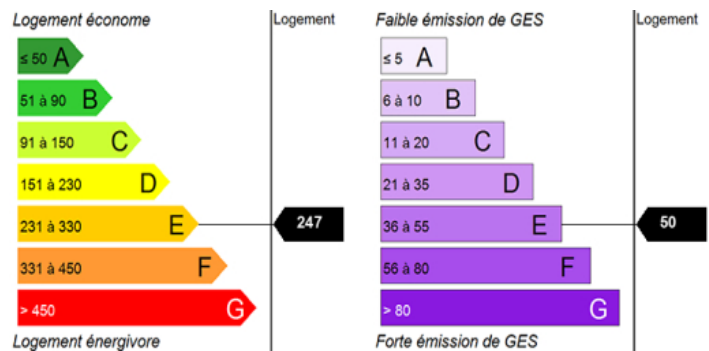 Logement économe
Logement
≤ 50 A
51 à 90 B
91 à 150 C
151 à 230 D
231 à 330 E
247
331 à 450 F
> 450 G
Logement énergivore
Faible émission de GES
Logement
≤ 5 A
6 à 10 B
11 à 20 C
21 à 35 D
36 à 55 E
50
56 à 80 F
> 80 G
Forte émission de GES